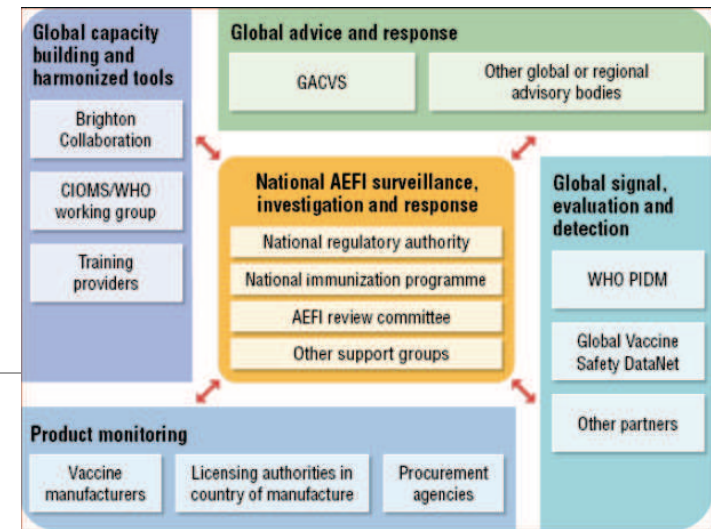 Global capacity
building and
harmonized tools
Brighton
Collaboration
CIOMS/WHO
working group
Training
providers
Global advice and response
GACVS
Other global or regional
advisory bodies
National AEFI surveillance,
investigation and response
National regulatory authority
National immunization programme
AEFI review committee
Other support groups
Global signal,
evaluation and
detection
WHO PIDM
Global Vaccine
Safety DataNet
Other partners
Product monitoring
Vaccine
manufacturers
Licensing authorities in
country of manufacture
Procurement
agencies